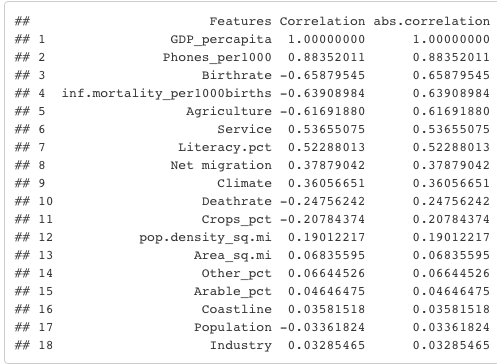 ## Features Correlation abs.correlation
## 1 GDP_percapita 1.00000000 1.00000000
## 2 Phones_per1000 0.88352011 0.88352011
## 3 Birthrate -0.65879545 0.65879545
## 4 inf.mortality_per1000births -0.63908984 0.63908984
## 5 Agriculture -0.61691880 0.61691880
## 6 Service 0.53655075 0.53655075
## 7 Literacy.pct 0.52288013 0.52288013
## 8 Net migration 0.37879042 0.37879042
## 9 Climate 0.36056651 0.36056651
## 10 Deathrate -0.24756242 0.24756242
## 11 Crops_pct -0.20784374 0.20784374
## 12 pop.density_sq.mi 0.19012217 0.19012217
## 13 Area_sq.mi 0.06835595 0.06835595
## 14 Other_pct 0.06644526 0.06644526
## 15 Arable_pct 0.04646475 0.04646475
## 16 Coastline 0.03581518 0.03581518
## 17 Population -0.03361824 0.03361824
## 18 Industry 0.03285465 0.03285465